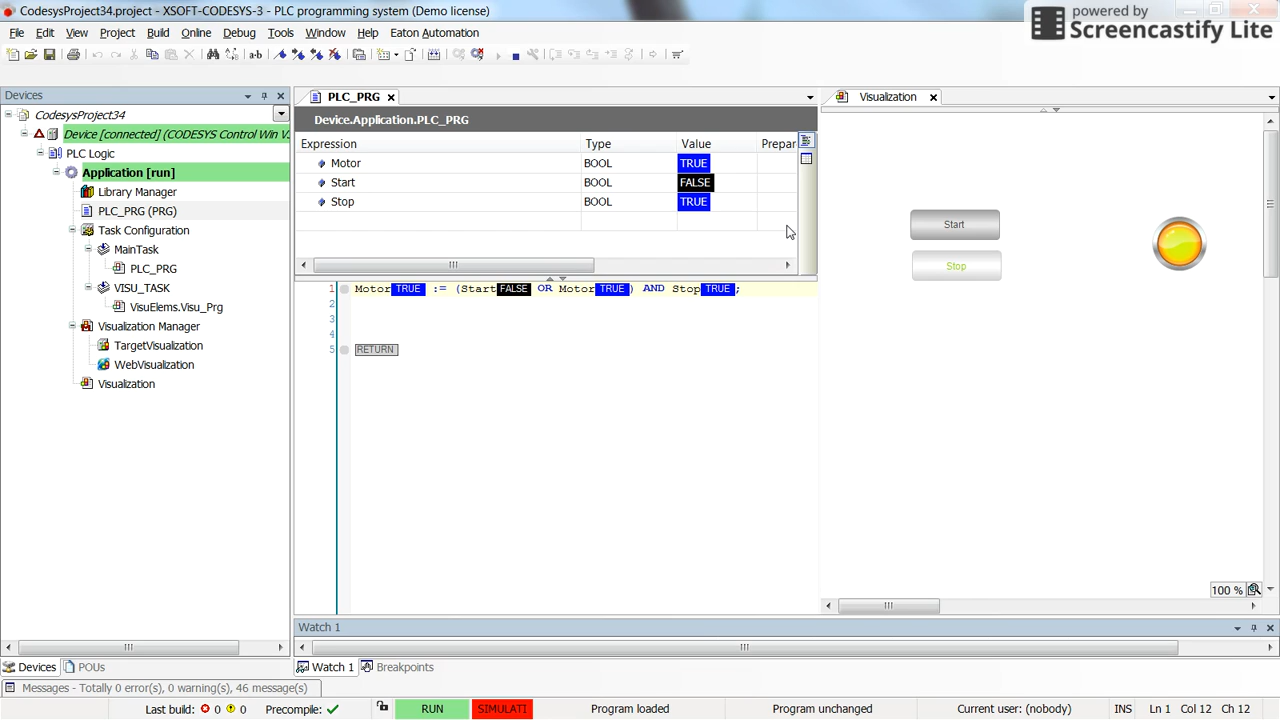 CodesysProject34.project - XSOFT-CODESYS-3 - PLC programming system (Demo license)
powered by
Screencastify Lite
File Edit View Project Build Online Debug Tools Window Help Eaton Automation
Devices
CodesysProject34
Device [connected] (CODESYS Control Win V.
PLC Logic
Application [run]
Library Manager
PLC_PRG (PRG)
Task Configuration
MainTask
PLC_PRG
VISU_TASK
VisuElems.Visu_Prg
Visualization Manager
TargetVisualization
WebVisualization
Visualization
Devices POUs
PLC_PRG
Device.Application.PLC_PRG
Expression Type Value Prepar
Motor BOOL TRUE
Start BOOL FALSE
Stop BOOL TRUE
1 Motor TRUE := (Start FALSE OR Motor TRUE ) AND Stop TRUE ;
2
3
4
5 RETURN
Visualization
Start
Stop
100 %
Watch 1
Watch 1 Breakpoints
Messages - Totally 0 error(s), 0 warning(s), 46 message(s)
Last build: 0 0 Precompile: RUN SIMULATI Program loaded Program unchanged Current user: (nobody) INS Ln 1 Col 12 Ch 12